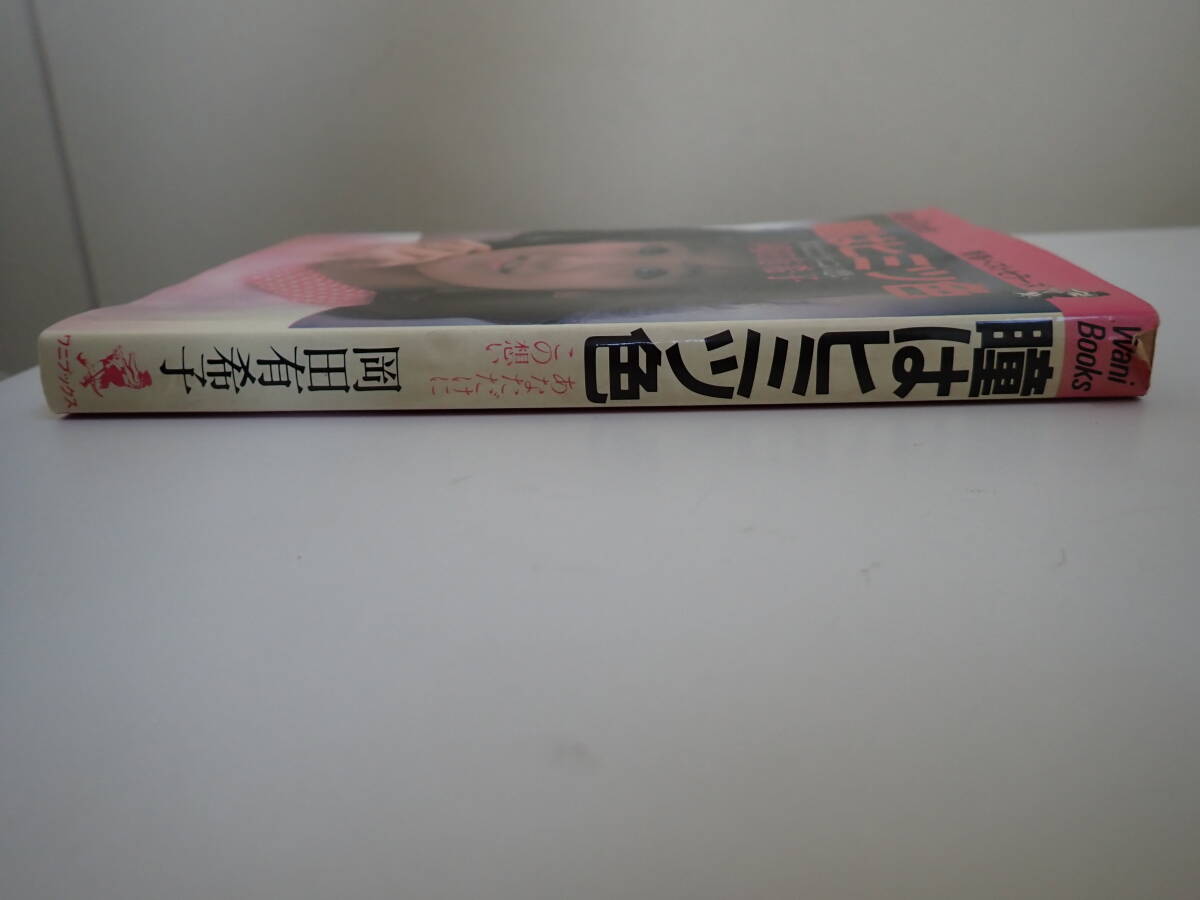 Wani
Books
瞳はヒミツ色
あなただけに
この想い
岡田有希子
ワニブックス